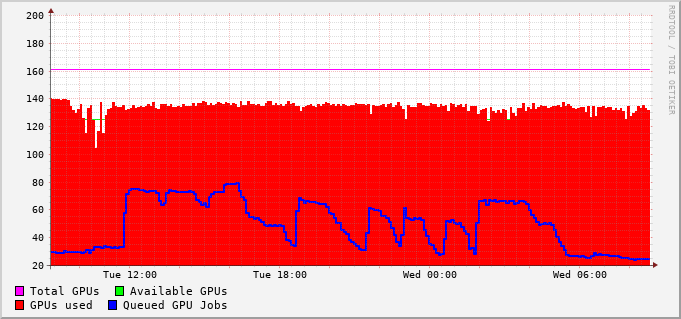 200
180
160
140
120
100
80
60
40
20
Tue 12:00 Tue 18:00 Wed 00:00 Wed 06:00
Total GPUs Available GPUs
GPUs used Queued GPU Jobs
RRDTOOL / TOBI OETIKER